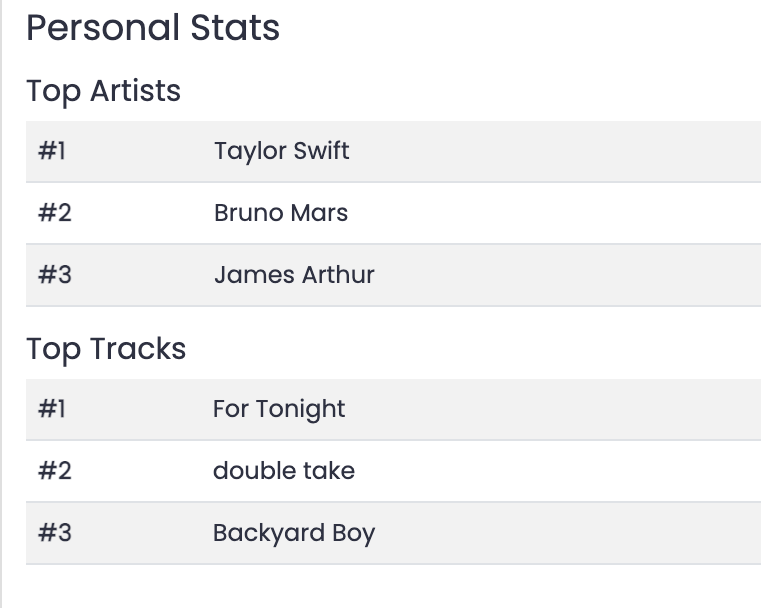 Personal Stats
Top Artists
#1 Taylor Swift
#2 Bruno Mars
#3 James Arthur
Top Tracks
#1 For Tonight
#2 double take
#3 Backyard Boy